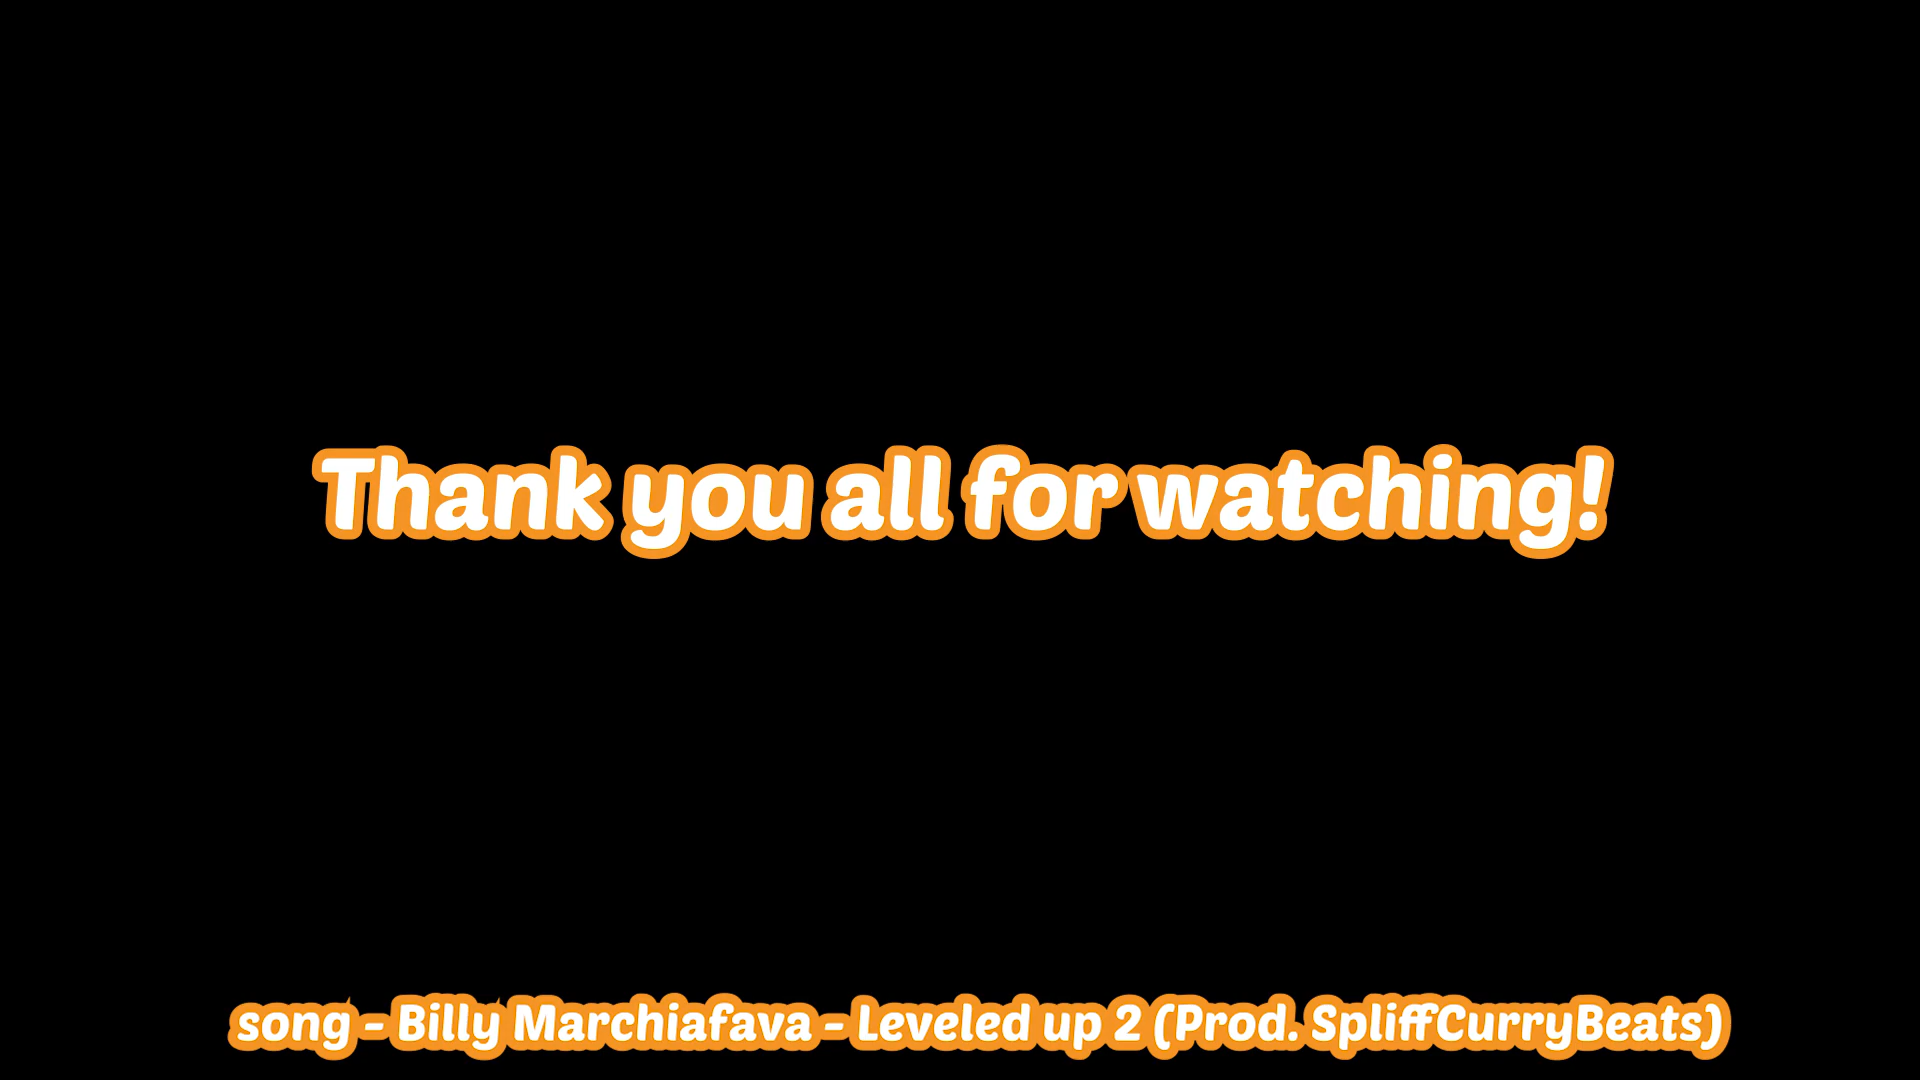 Thank you all for watching!
song - Billy Marchiafava - Leveled up 2 (Prod. SpliffCurryBeats)